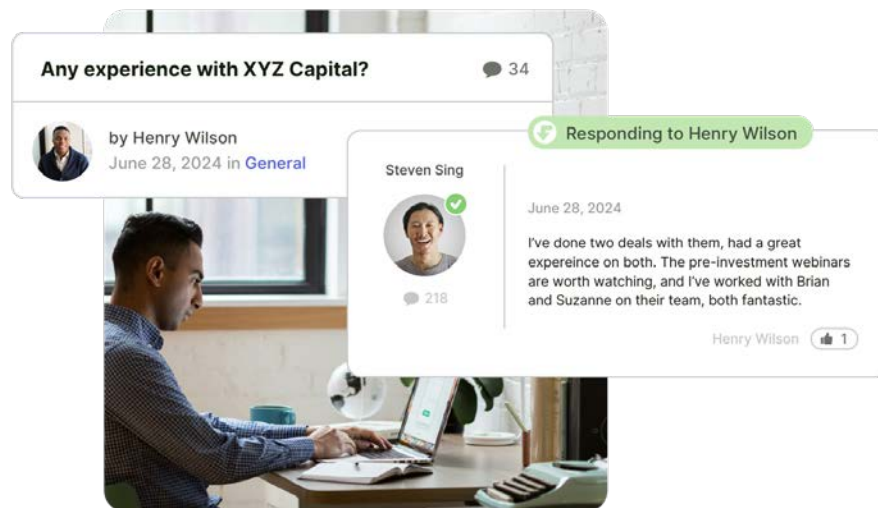 Any experience with XYZ Capital?
34
by Henry Wilson
June 28, 2024 in General
Responding to Henry Wilson
Steven Sing
218
June 28, 2024
I've done two deals with them, had a great
expereince on both. The pre-investment webinars
are worth watching, and I've worked with Brian
and Suzanne on their team, both fantastic.
Henry Wilson
1